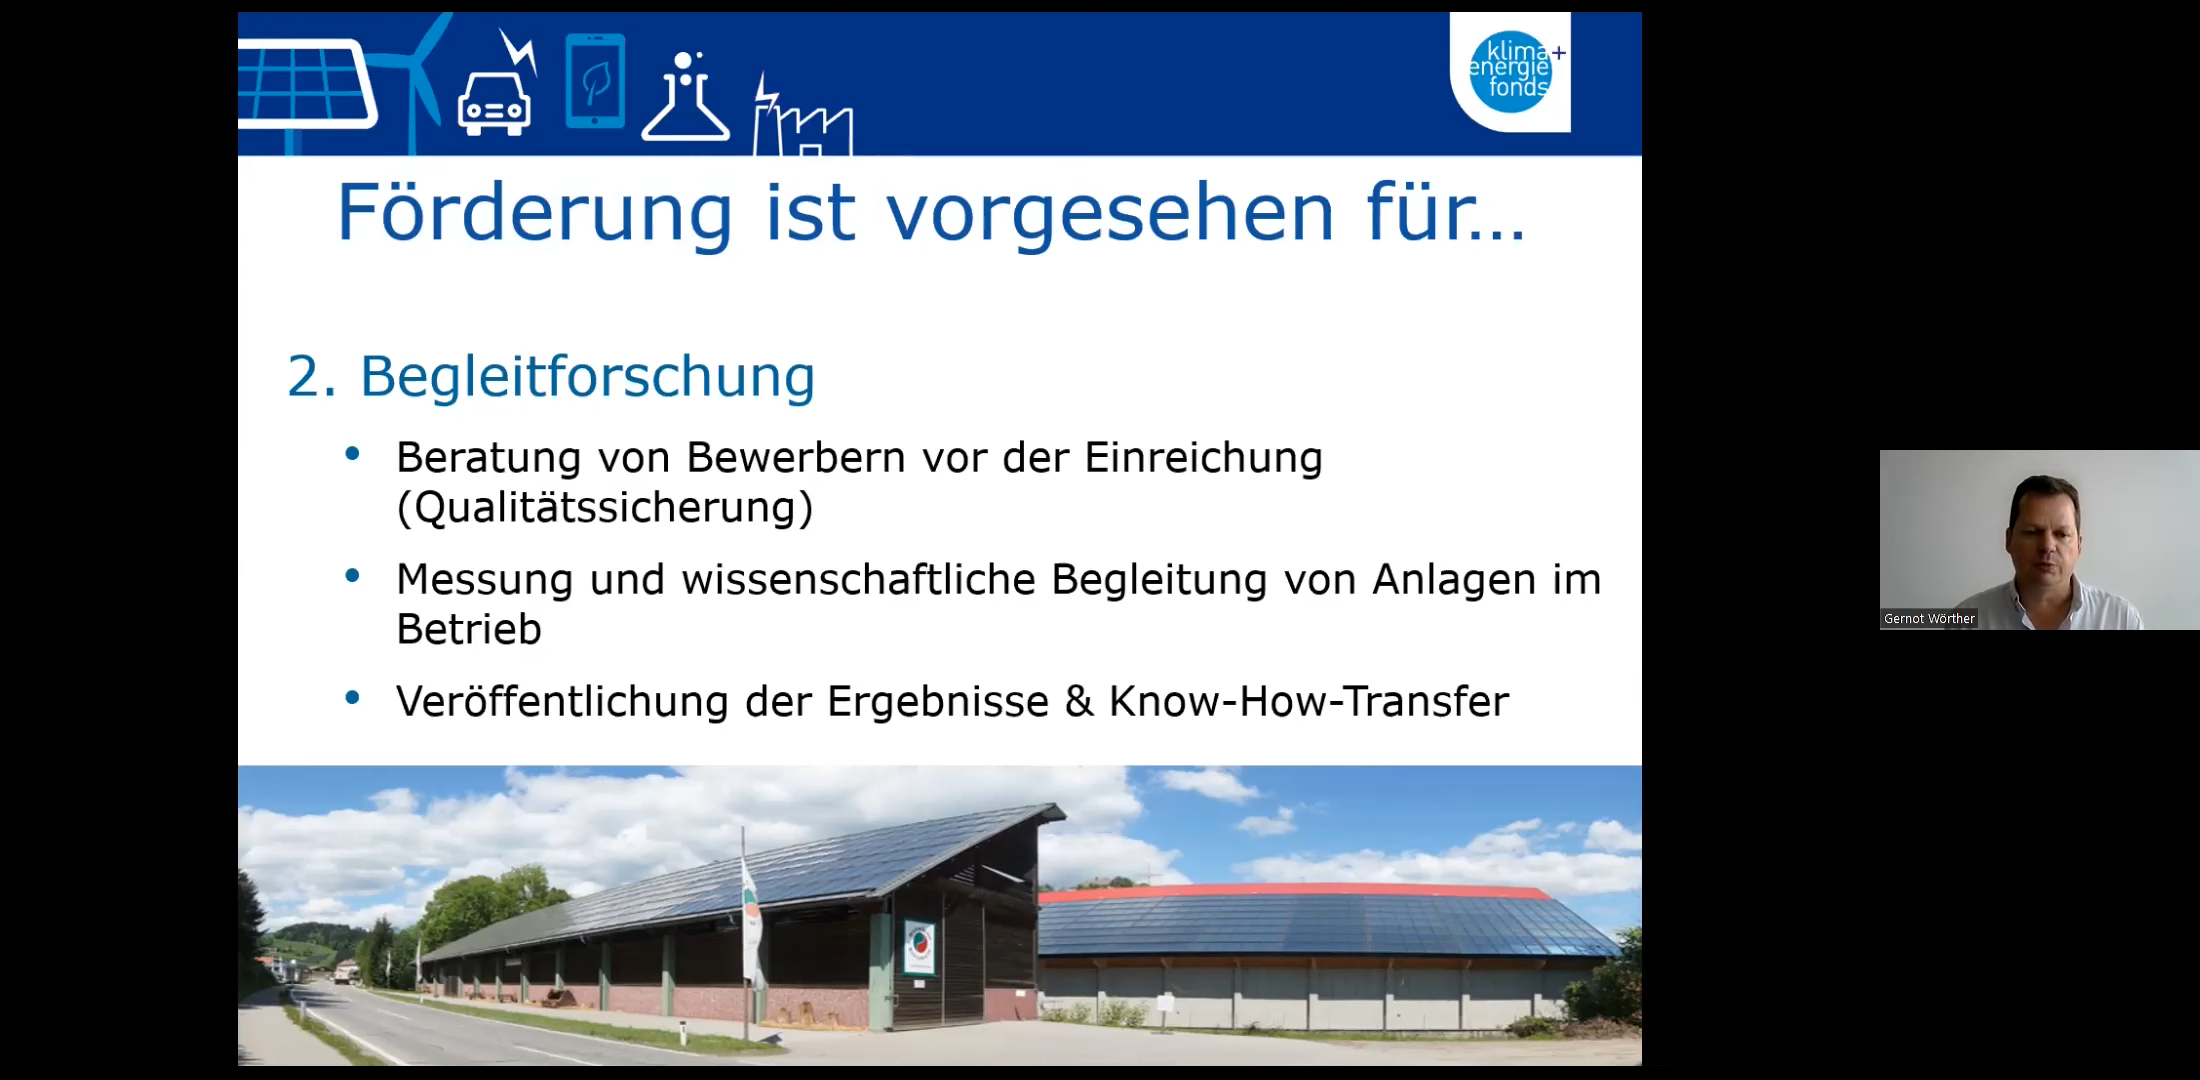 klima+
energie
fonds
Förderung ist vorgesehen für...
2. Begleitforschung
• Beratung von Bewerbern vor der Einreichung
(Qualitätssicherung)
• Messung und wissenschaftliche Begleitung von Anlagen im
Betrieb
• Veröffentlichung der Ergebnisse & Know-How-Transfer
Gernot Wörther